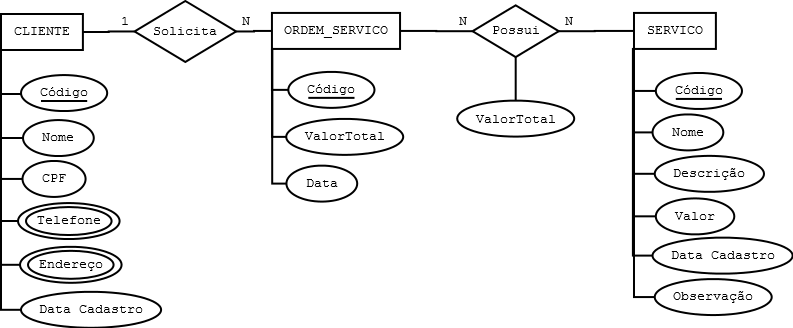 CLIENTE
1
Solicita
N
ORDEM_SERVICO
N
Possui
N
SERVICO
Código
Nome
CPF
Telefone
Endereço
Data Cadastro
Código
ValorTotal
Data
ValorTotal
Código
Nome
Descrição
Valor
Data Cadastro
Observação